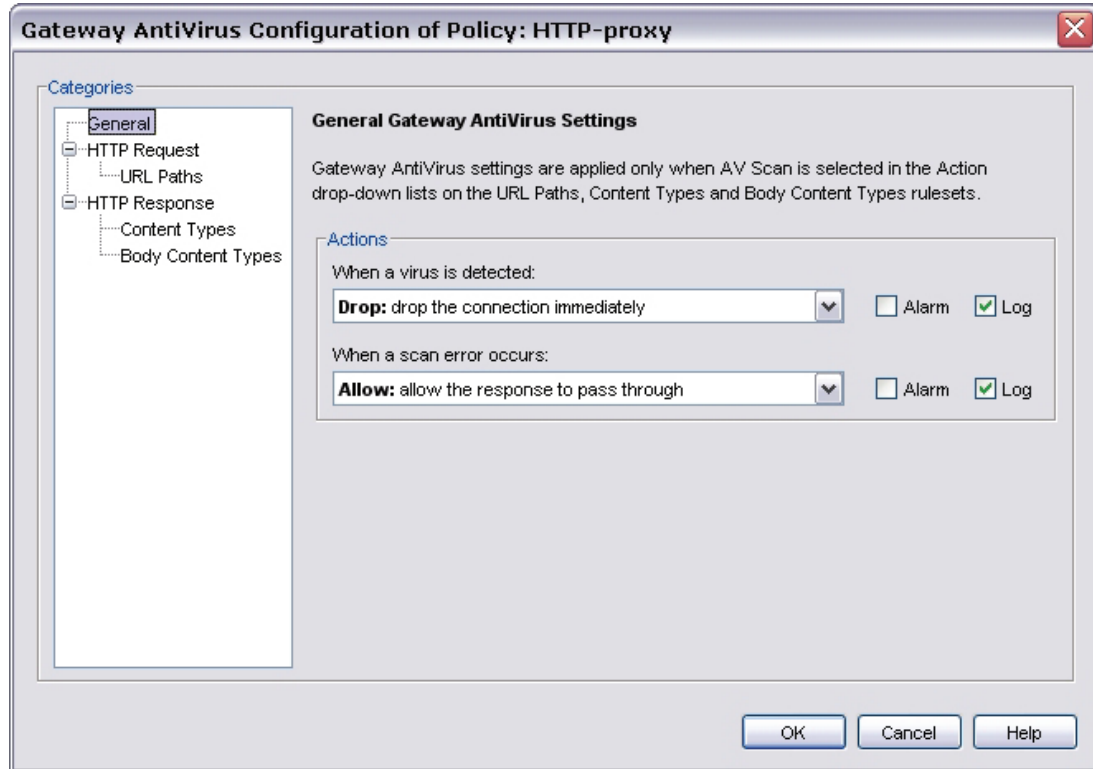 Gateway AntiVirus Configuration of Policy: HTTP-proxy
Categories
General
HTTP Request
URL Paths
HTTP Response
Content Types
Body Content Types
General Gateway AntiVirus Settings
Gateway AntiVirus settings are applied only when AV Scan is selected in the Action
drop-down lists on the URL Paths, Content Types and Body Content Types rulesets.
Actions
When a virus is detected:
Drop: drop the connection immediately Alarm Log
When a scan error occurs:
Allow: allow the response to pass through Alarm Log
OK Cancel Help